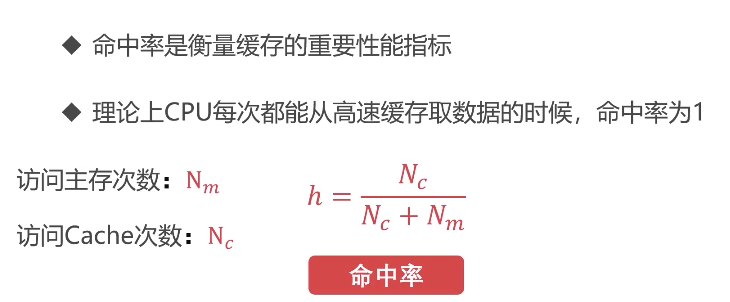 ◆ 命中率是衡量缓存的重要性能指标
◆ 理论上CPU每次都能从高速缓存取数据的时候，命中率为1
访问主存次数：N_m
访问Cache次数：N_c
h = N_c / (N_c + N_m)
命中率